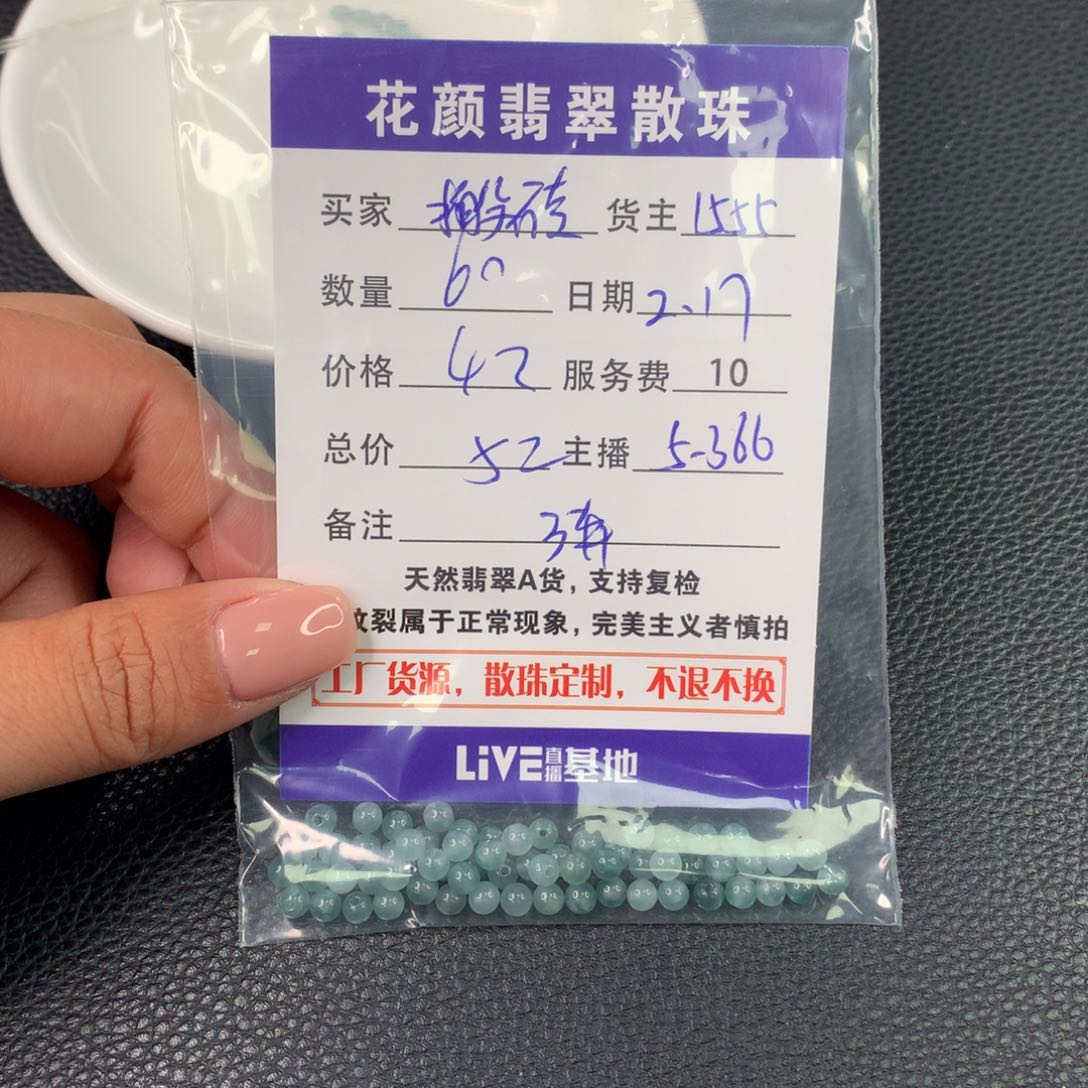 花颜翡翠散珠
买家 搬砖 货主 1555
数量 60 日期 2.17
价格 42 服务费 10
总价 52 主播 5-366
备注 3
天然翡翠A货，支持复检
纹裂属于正常现象，完美主义者慎拍
工厂货源，散珠定制，不退不换
LiVE直播基地